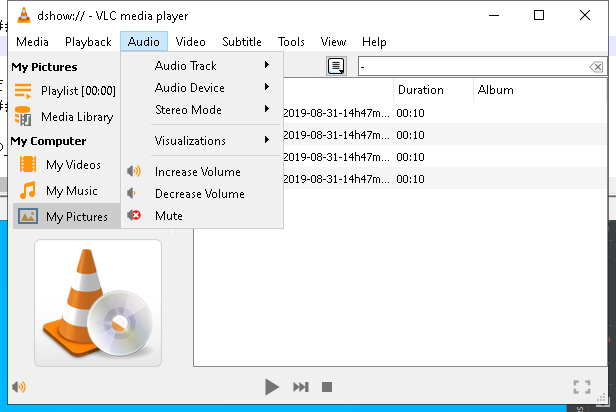 dshow:// - VLC media player
Media Playback Audio Video Subtitle Tools View Help
My Pictures
Playlist [00:00]
Media Library
My Computer
My Videos
My Music
My Pictures
Audio Track
Audio Device
Stereo Mode
Visualizations
Increase Volume
Decrease Volume
Mute
-
Duration Album
2019-08-31-14h47m... 00:10
2019-08-31-14h47m... 00:10
2019-08-31-14h47m... 00:10
2019-08-31-14h47m... 00:10